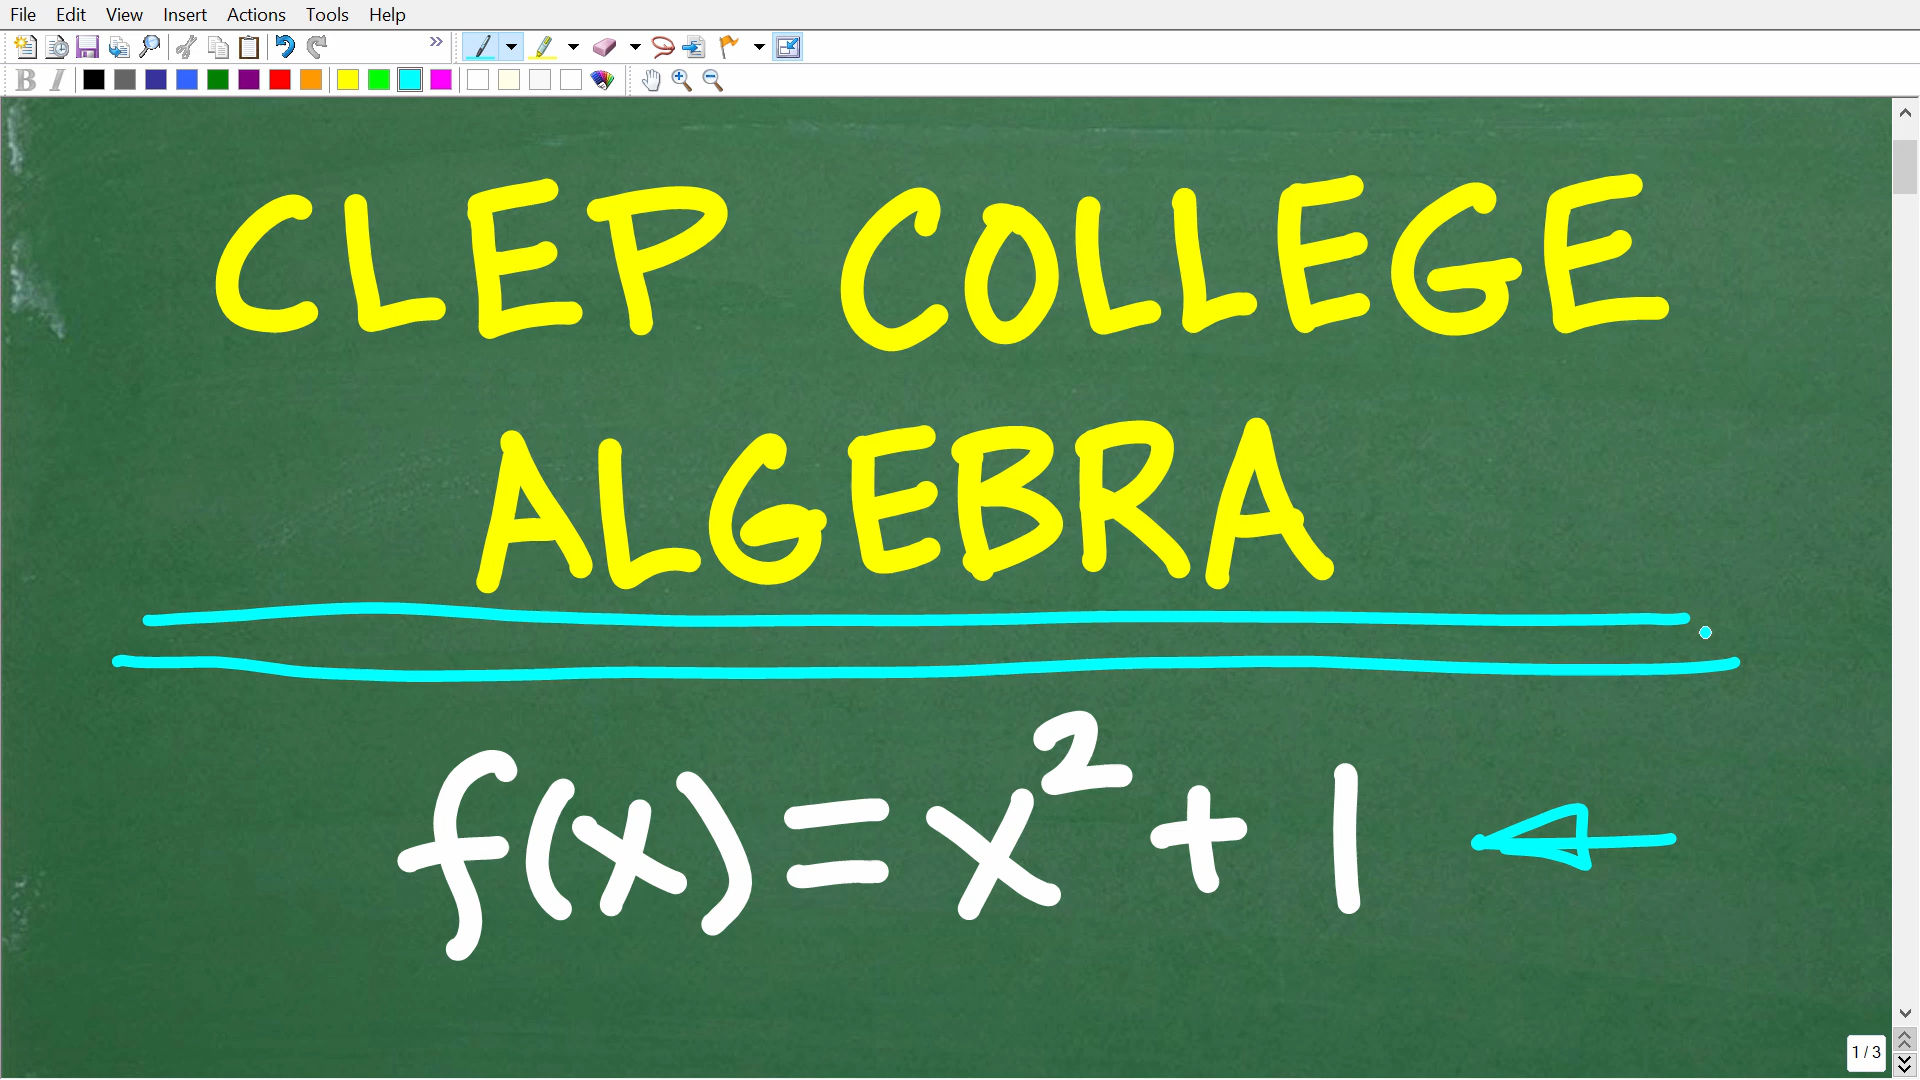 File Edit View Insert Actions Tools Help
B I
CLEP COLLEGE
ALGEBRA
f(x) = x² + 1
1 / 3